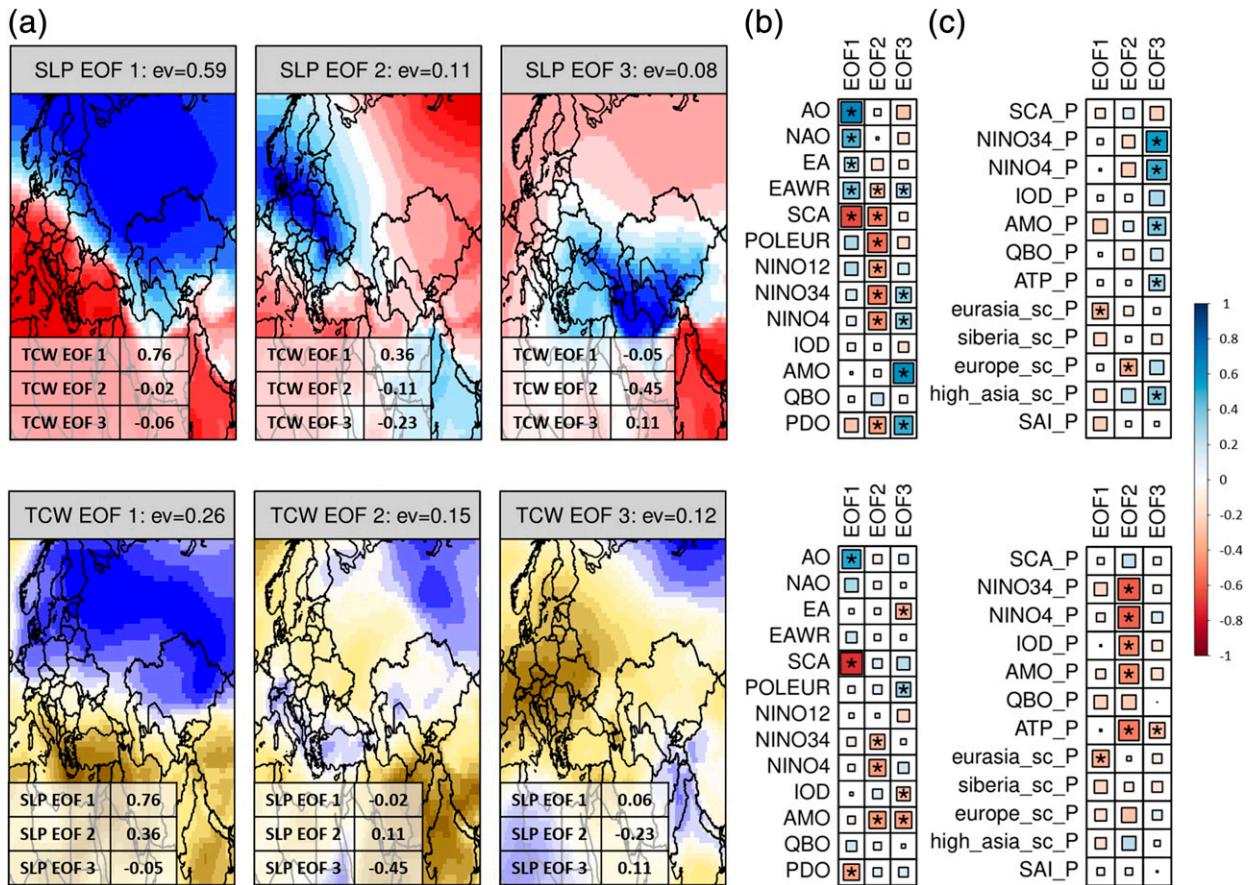 (a)
SLP EOF 1: ev=0.59
SLP EOF 2: ev=0.11
SLP EOF 3: ev=0.08
TCW EOF 1 0.76
TCW EOF 2 -0.02
TCW EOF 3 -0.06
TCW EOF 1 0.36
TCW EOF 2 -0.11
TCW EOF 3 -0.23
TCW EOF 1 -0.05
TCW EOF 2 -0.45
TCW EOF 3 0.11
TCW EOF 1: ev=0.26
TCW EOF 2: ev=0.15
TCW EOF 3: ev=0.12
SLP EOF 1 0.76
SLP EOF 2 0.36
SLP EOF 3 -0.05
SLP EOF 1 -0.02
SLP EOF 2 0.11
SLP EOF 3 -0.45
SLP EOF 1 0.06
SLP EOF 2 -0.23
SLP EOF 3 0.11
(b)
EOF1
EOF2
EOF3
AO
NAO
EA
EAWR
SCA
POLEUR
NINO12
NINO34
NINO4
IOD
AMO
QBO
PDO
EOF1
EOF2
EOF3
AO
NAO
EA
EAWR
SCA
POLEUR
NINO12
NINO34
NINO4
IOD
AMO
QBO
PDO
(c)
EOF1
EOF2
EOF3
SCA_P
NINO34_P
NINO4_P
IOD_P
AMO_P
QBO_P
ATP_P
eurasia_sc_P
siberia_sc_P
europe_sc_P
high_asia_sc_P
SAI_P
EOF1
EOF2
EOF3
SCA_P
NINO34_P
NINO4_P
IOD_P
AMO_P
QBO_P
ATP_P
eurasia_sc_P
siberia_sc_P
europe_sc_P
high_asia_sc_P
SAI_P
1
0.8
0.6
0.4
0.2
0
-0.2
-0.4
-0.6
-0.8
-1